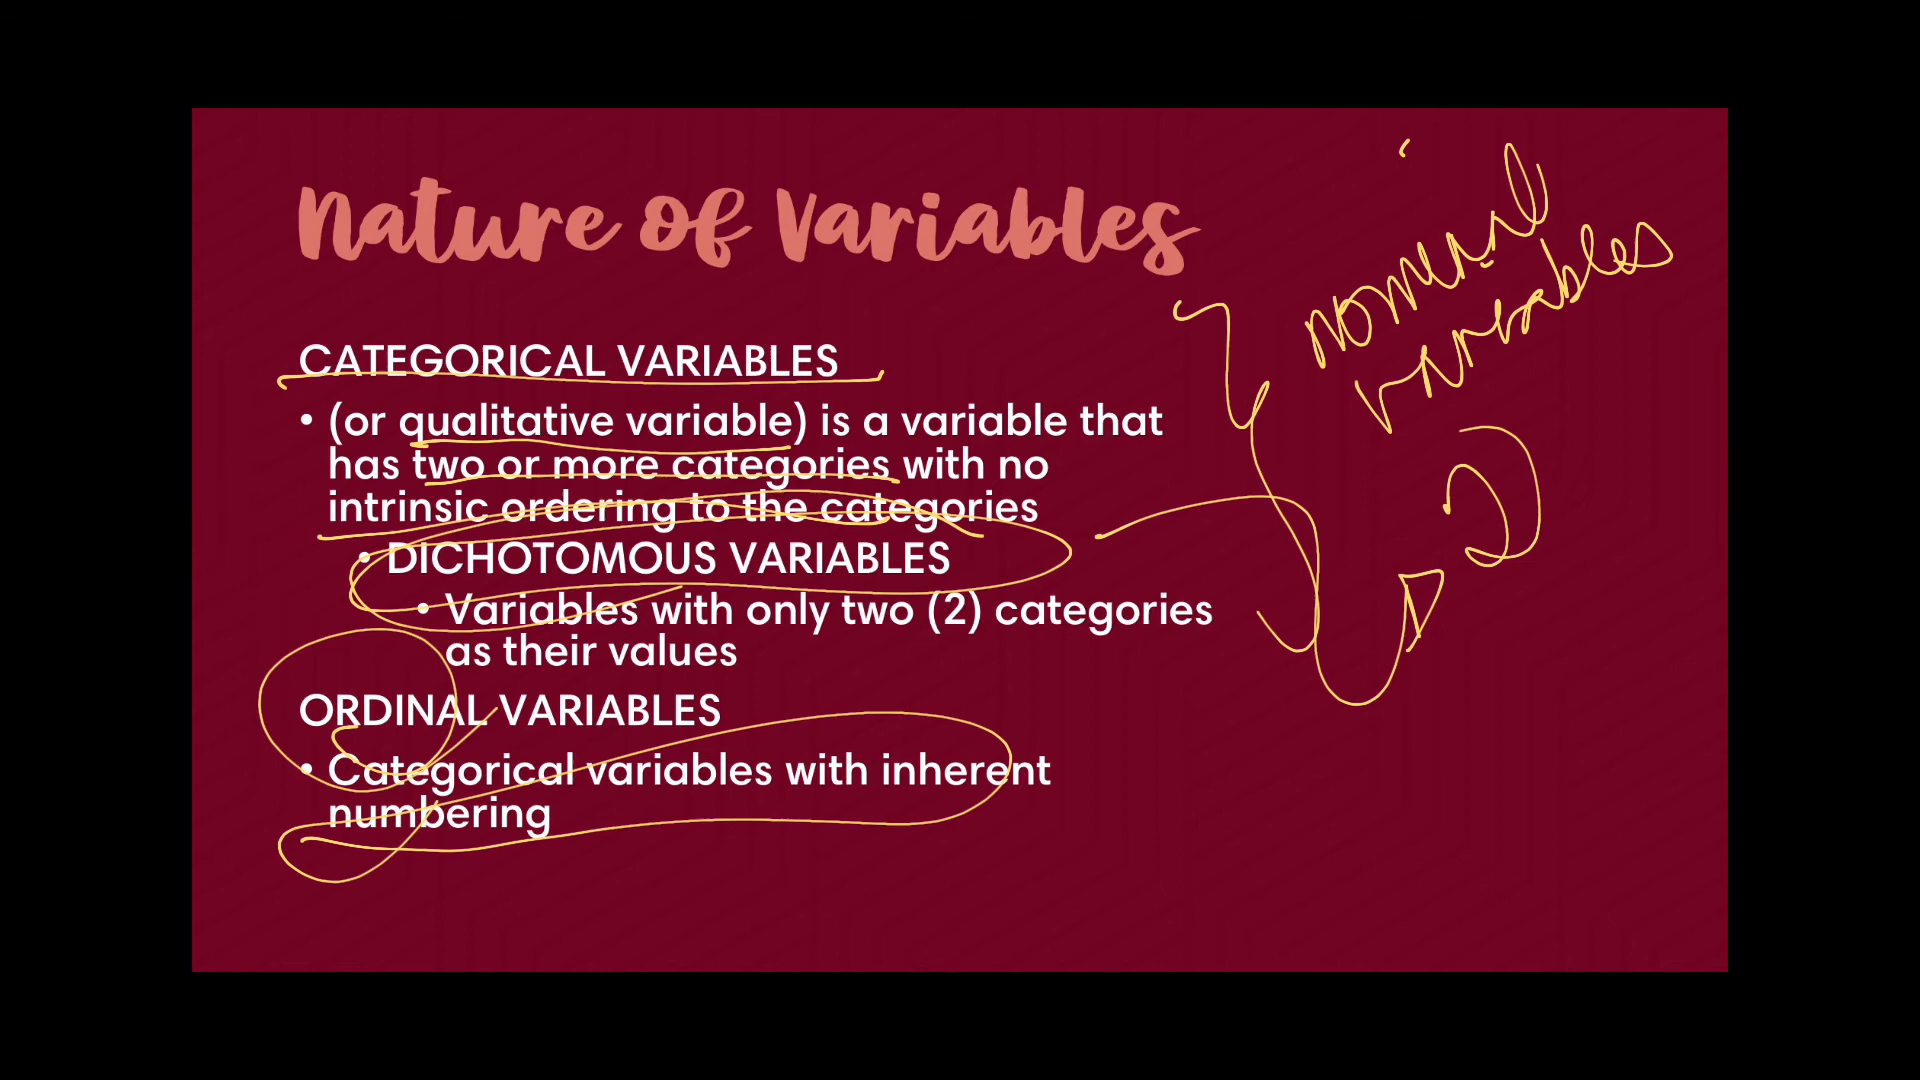 Nature of Variables
CATEGORICAL VARIABLES
• (or qualitative variable) is a variable that
has two or more categories with no
intrinsic ordering to the categories
• DICHOTOMOUS VARIABLES
• Variables with only two (2) categories
as their values
ORDINAL VARIABLES
• Categorical variables with inherent
numbering
nominal
variables